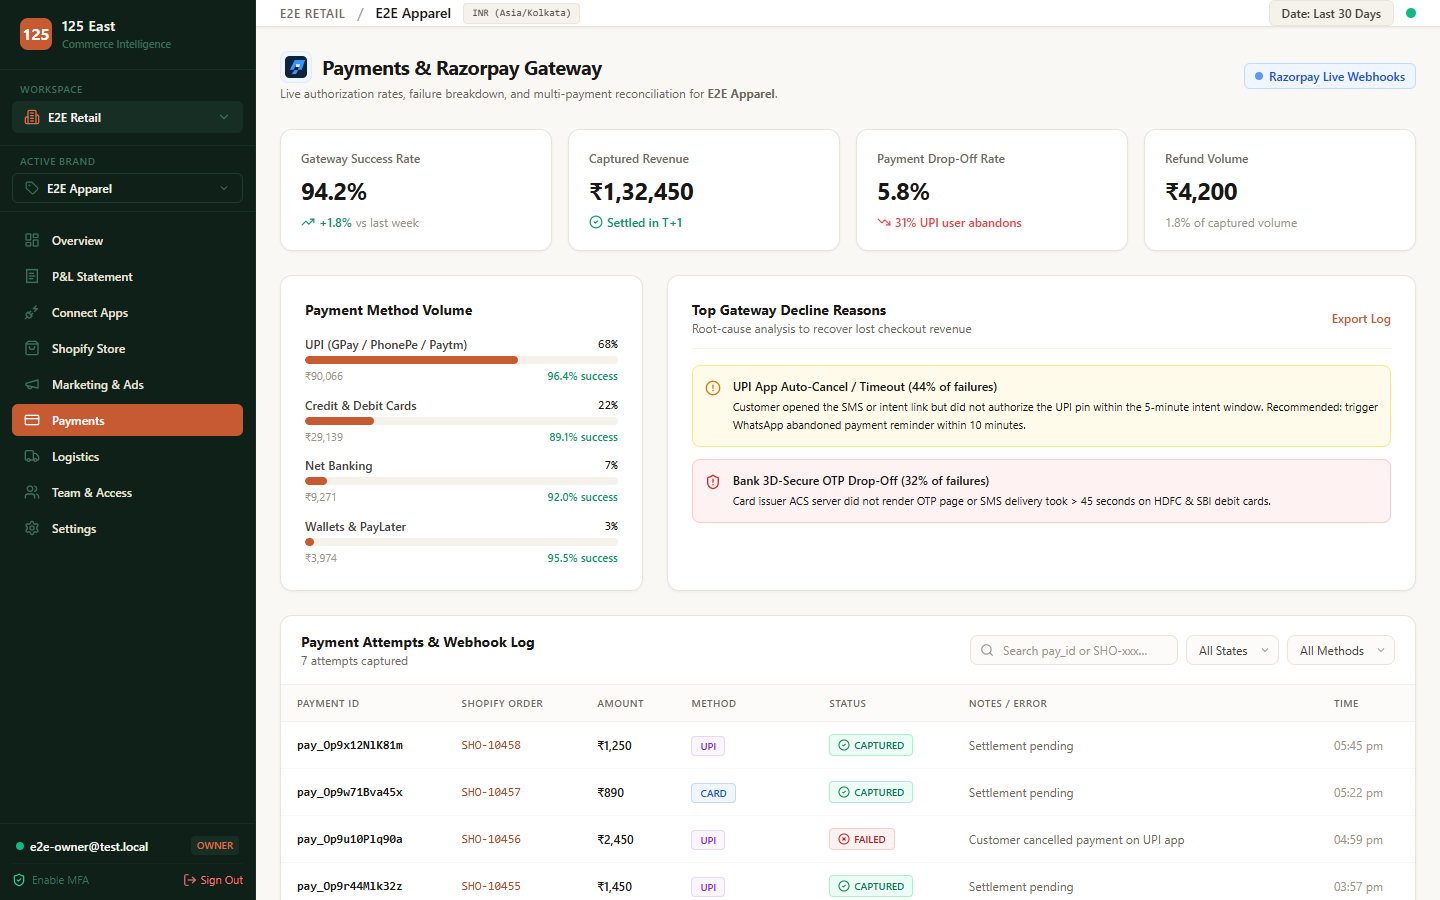 125
125 East
Commerce Intelligence
WORKSPACE
E2E Retail
ACTIVE BRAND
E2E Apparel
Overview
P&L Statement
Connect Apps
Shopify Store
Marketing & Ads
Payments
Logistics
Team & Access
Settings
e2e-owner@test.local OWNER
Enable MFA Sign Out
E2E RETAIL / E2E Apparel INR (Asia/Kolkata) Date: Last 30 Days
Payments & Razorpay Gateway
Live authorization rates, failure breakdown, and multi-payment reconciliation for E2E Apparel.
Razorpay Live Webhooks
Gateway Success Rate
94.2%
+1.8% vs last week
Captured Revenue
₹1,32,450
Settled in T+1
Payment Drop-Off Rate
5.8%
31% UPI user abandons
Refund Volume
₹4,200
1.8% of captured volume
Payment Method Volume
UPI (GPay / PhonePe / Paytm) 68%
₹90,066 96.4% success
Credit & Debit Cards 22%
₹29,139 89.1% success
Net Banking 7%
₹9,271 92.0% success
Wallets & PayLater 3%
₹3,974 95.5% success
Top Gateway Decline Reasons
Root-cause analysis to recover lost checkout revenue
Export Log
UPI App Auto-Cancel / Timeout (44% of failures)
Customer opened the SMS or intent link but did not authorize the UPI pin within the 5-minute intent window. Recommended: trigger
WhatsApp abandoned payment reminder within 10 minutes.
Bank 3D-Secure OTP Drop-Off (32% of failures)
Card issuer ACS server did not render OTP page or SMS delivery took > 45 seconds on HDFC & SBI debit cards.
Payment Attempts & Webhook Log
7 attempts captured
Search pay_id or SHO-xxx... All States All Methods
PAYMENT ID SHOPIFY ORDER AMOUNT METHOD STATUS NOTES / ERROR TIME
pay_Op9x12NlK81m SHO-10458 ₹1,250 UPI CAPTURED Settlement pending 05:45 pm
pay_Op9w71Bva45x SHO-10457 ₹890 CARD CAPTURED Settlement pending 05:22 pm
pay_Op9u10Plq90a SHO-10456 ₹2,450 UPI FAILED Customer cancelled payment on UPI app 04:59 pm
pay_Op9r44Mlk32z SHO-10455 ₹1,450 UPI CAPTURED Settlement pending 03:57 pm